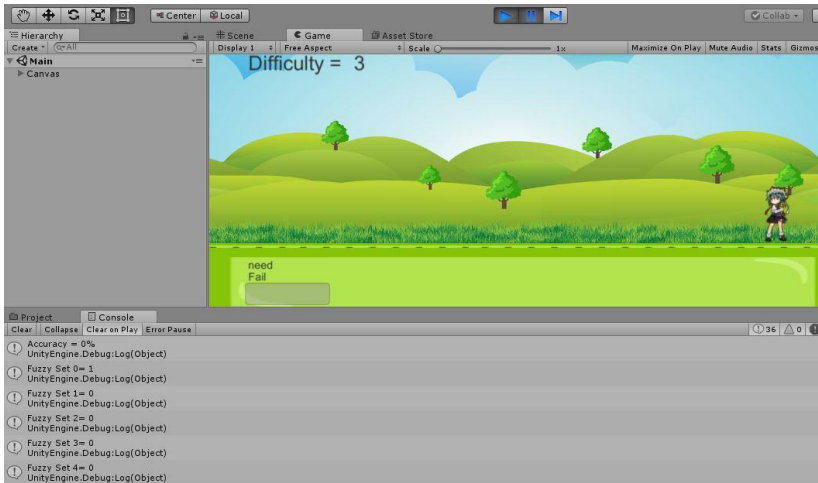 Center Local Collab
Hierarchy # Scene Game Asset Store
Create All Display 1 Free Aspect Scale 1x Maximize On Play Mute Audio Stats Gizmos
Main
Canvas
Difficulty = 3
need
Fail
Project Console
Clear Collapse Clear on Play Error Pause 36 0
Accuracy = 0%
UnityEngine.Debug:Log(Object)
Fuzzy Set 0= 1
UnityEngine.Debug:Log(Object)
Fuzzy Set 1= 0
UnityEngine.Debug:Log(Object)
Fuzzy Set 2= 0
UnityEngine.Debug:Log(Object)
Fuzzy Set 3= 0
UnityEngine.Debug:Log(Object)
Fuzzy Set 4= 0
UnityEngine.Debug:Log(Object)